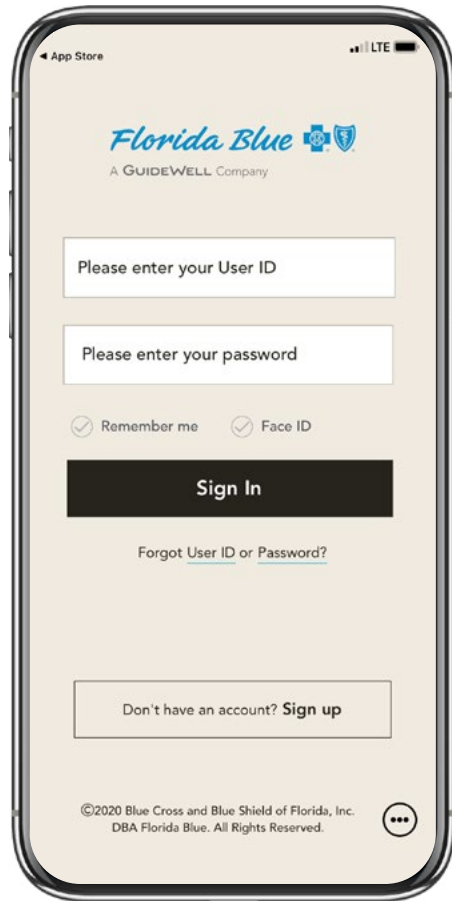 ◀ App Store
LTE
Florida Blue
A GUIDEWELL Company
Please enter your User ID
Please enter your password
Remember me
Face ID
Sign In
Forgot User ID or Password?
Don't have an account? Sign up
©2020 Blue Cross and Blue Shield of Florida, Inc.
DBA Florida Blue. All Rights Reserved.